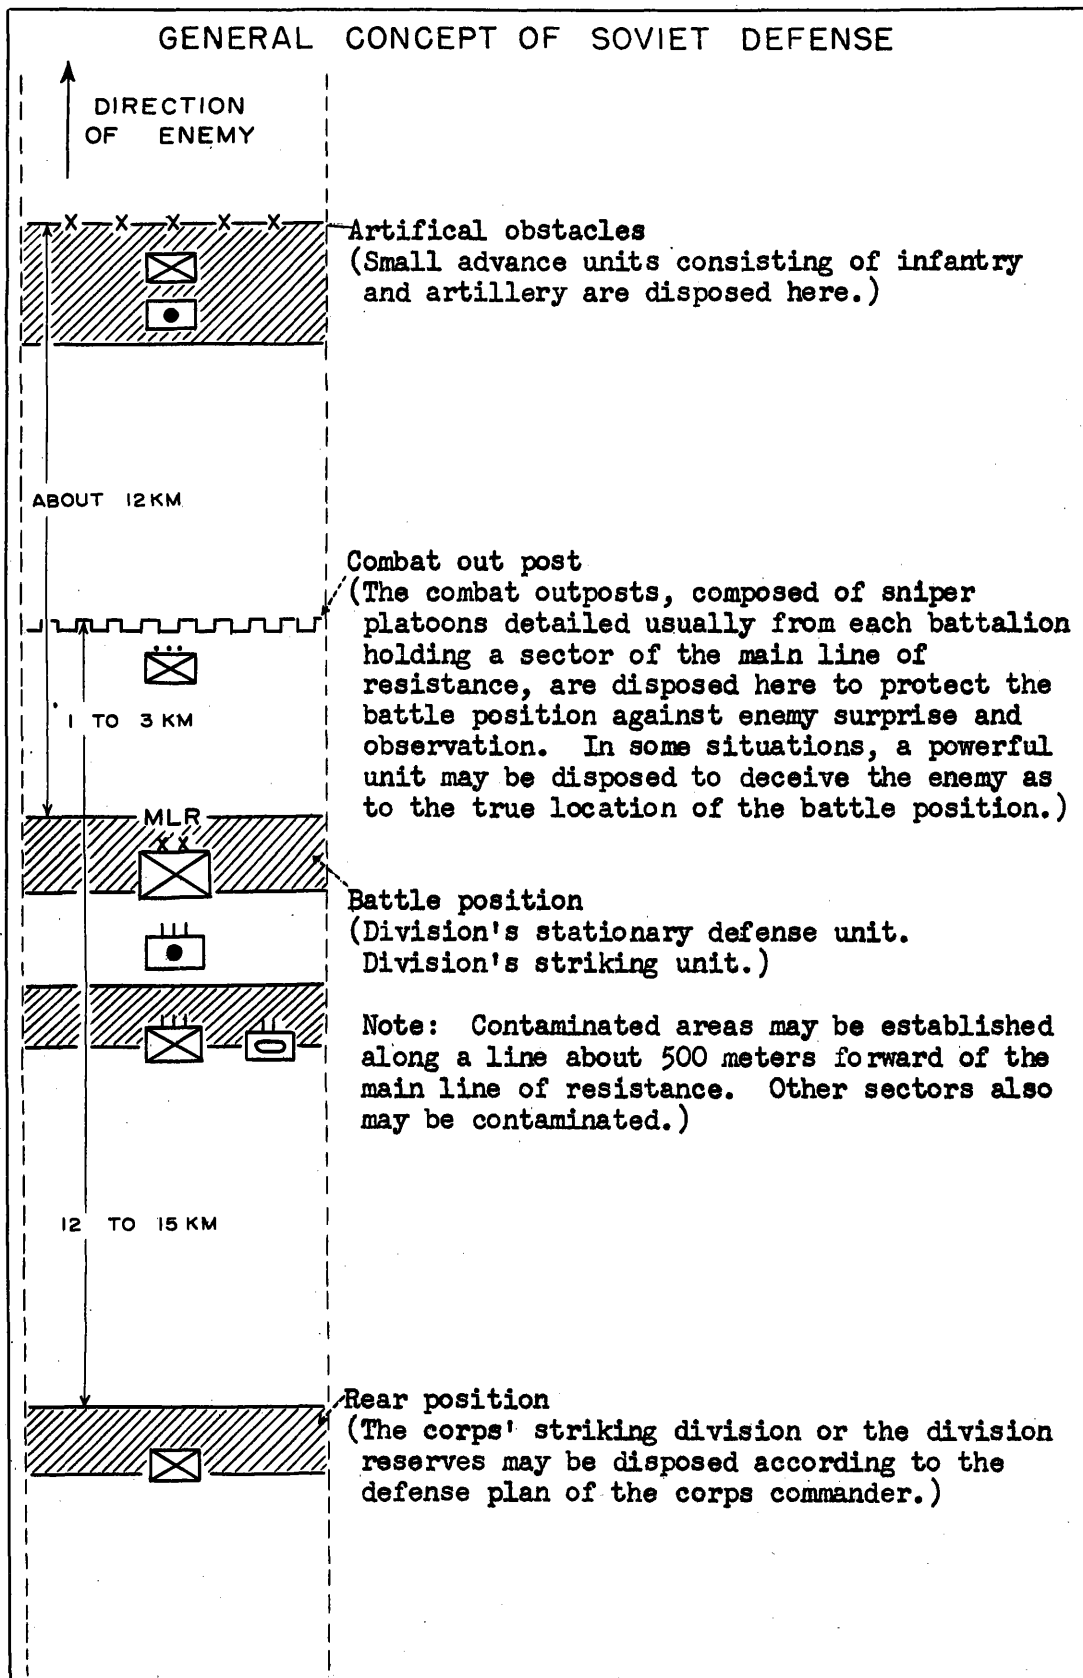 GENERAL CONCEPT OF SOVIET DEFENSE
DIRECTION
OF ENEMY
Artifical obstacles
(Small advance units consisting of infantry
and artillery are disposed here.)
ABOUT 12 KM
Combat out post
(The combat outposts, composed of sniper
platoons detailed usually from each battalion
holding a sector of the main line of
resistance, are disposed here to protect the
battle position against enemy surprise and
observation. In some situations, a powerful
unit may be disposed to deceive the enemy as
to the true location of the battle position.)
1 TO 3 KM
MLR
Battle position
(Division's stationary defense unit.
Division's striking unit.)
Note: Contaminated areas may be established
along a line about 500 meters forward of the
main line of resistance. Other sectors also
may be contaminated.)
12 TO 15 KM
Rear position
(The corps' striking division or the division
reserves may be disposed according to the
defense plan of the corps commander.)